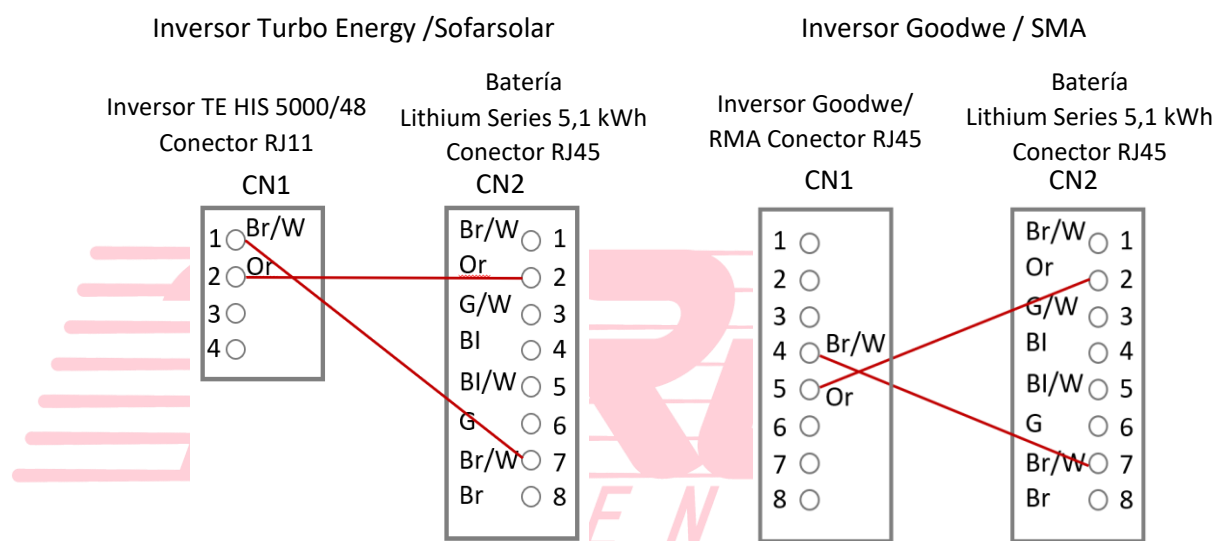 Inversor Turbo Energy /Sofarsolar
Inversor TE HIS 5000/48
Conector RJ11
CN1
1 Br/W
2 Or
3
4
Batería
Lithium Series 5,1 kWh
Conector RJ45
CN2
Br/W 1
Or 2
G/W 3
Bl 4
Bl/W 5
G 6
Br/W 7
Br 8
Inversor Goodwe / SMA
Inversor Goodwe/
RMA Conector RJ45
CN1
1
2
3
4 Br/W
5 Or
6
7
8
Batería
Lithium Series 5,1 kWh
Conector RJ45
CN2
Br/W 1
Or 2
G/W 3
Bl 4
Bl/W 5
G 6
Br/W 7
Br 8